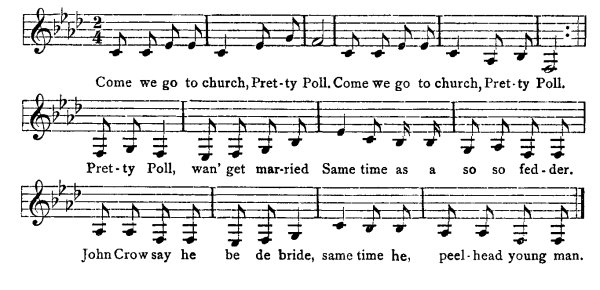 2 4
Come we go to church, Pret-ty Poll. Come we go to church, Pret-ty Poll.
Pret-ty Poll, wan' get mar-ried Same time as a so so fed-der.
John Crow say he be de bride, same time he, peel-head young man.